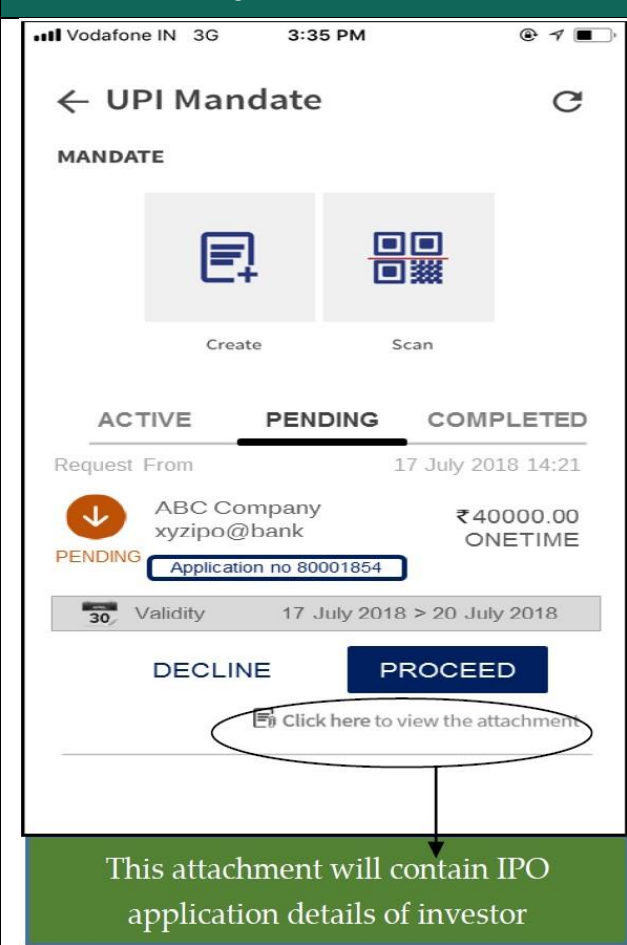 Vodafone IN 3G 3:35 PM
← UPI Mandate
MANDATE
Create Scan
ACTIVE PENDING COMPLETED
Request From 17 July 2018 14:21
ABC Company ₹40000.00
xyzipo@bank ONETIME
PENDING
Application no 80001854
30 Validity 17 July 2018 > 20 July 2018
DECLINE PROCEED
Click here to view the attachment
This attachment will contain IPO
application details of investor